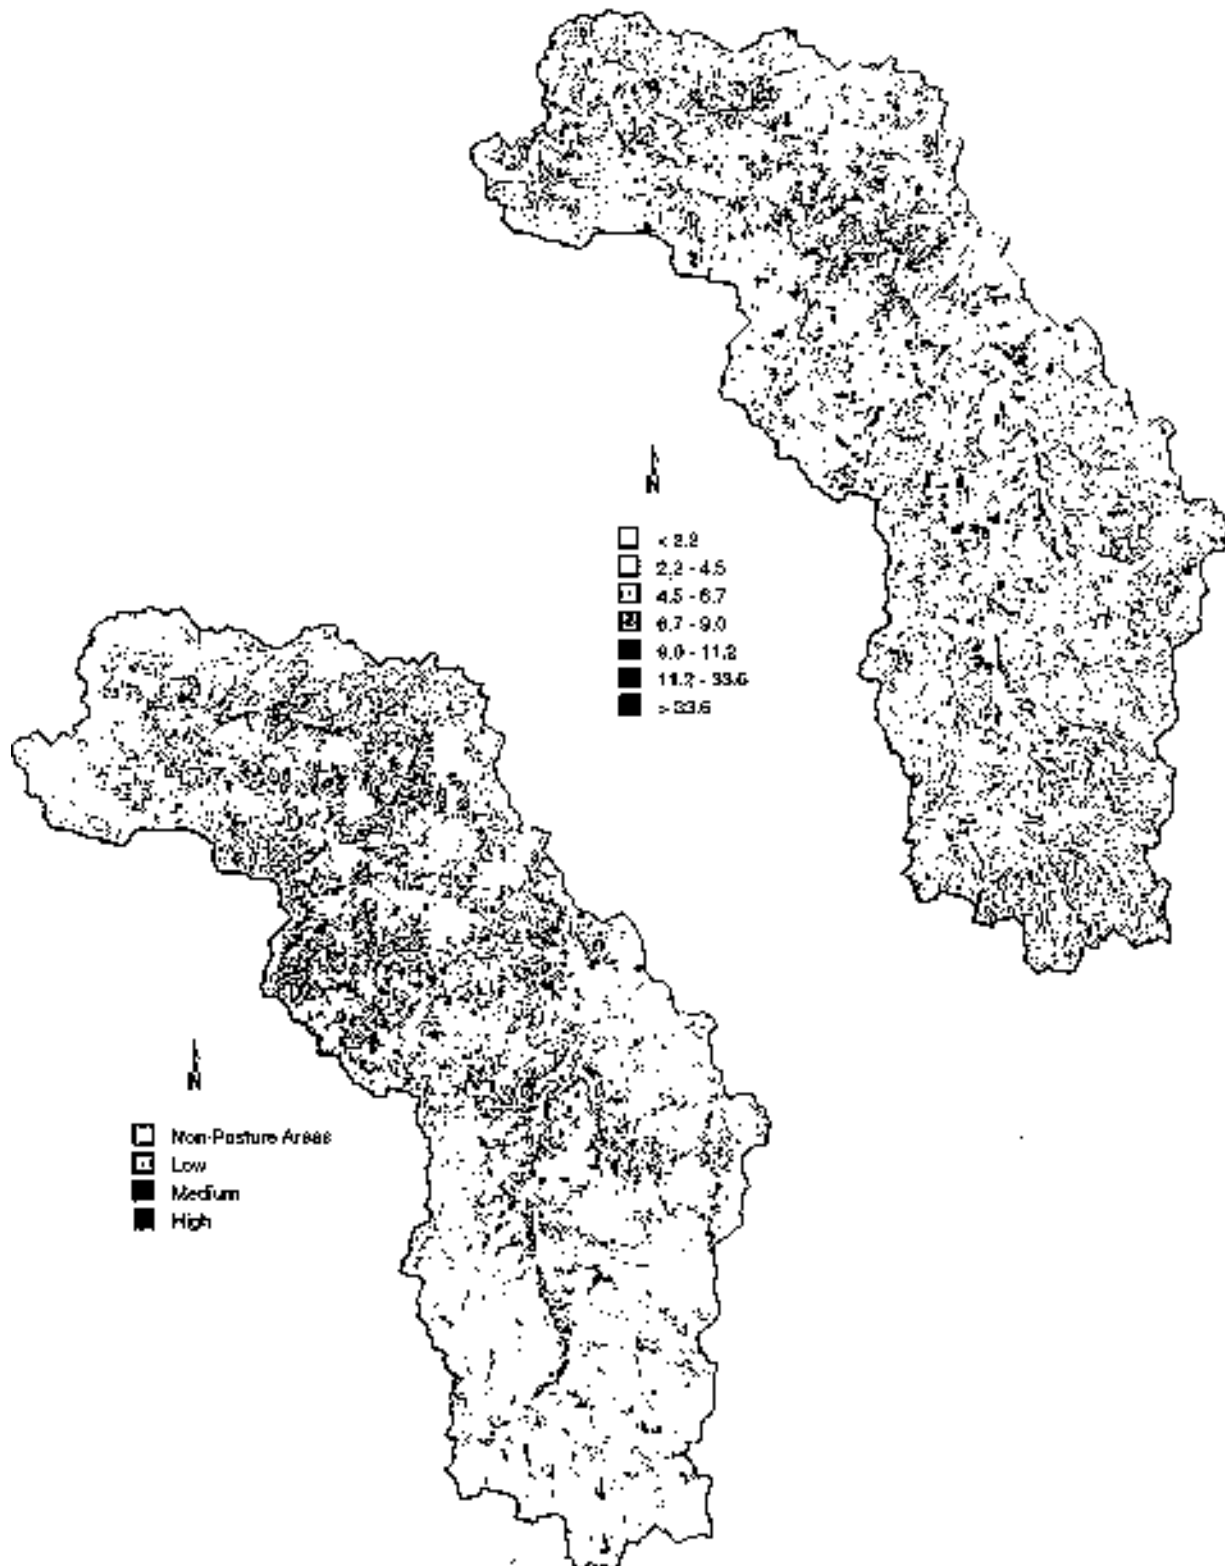 N
< 2.2
2.2 - 4.5
4.5 - 6.7
6.7 - 9.0
9.0 - 11.2
11.2 - 33.6
> 33.6
N
Non-Pasture Areas
Low
Medium
High